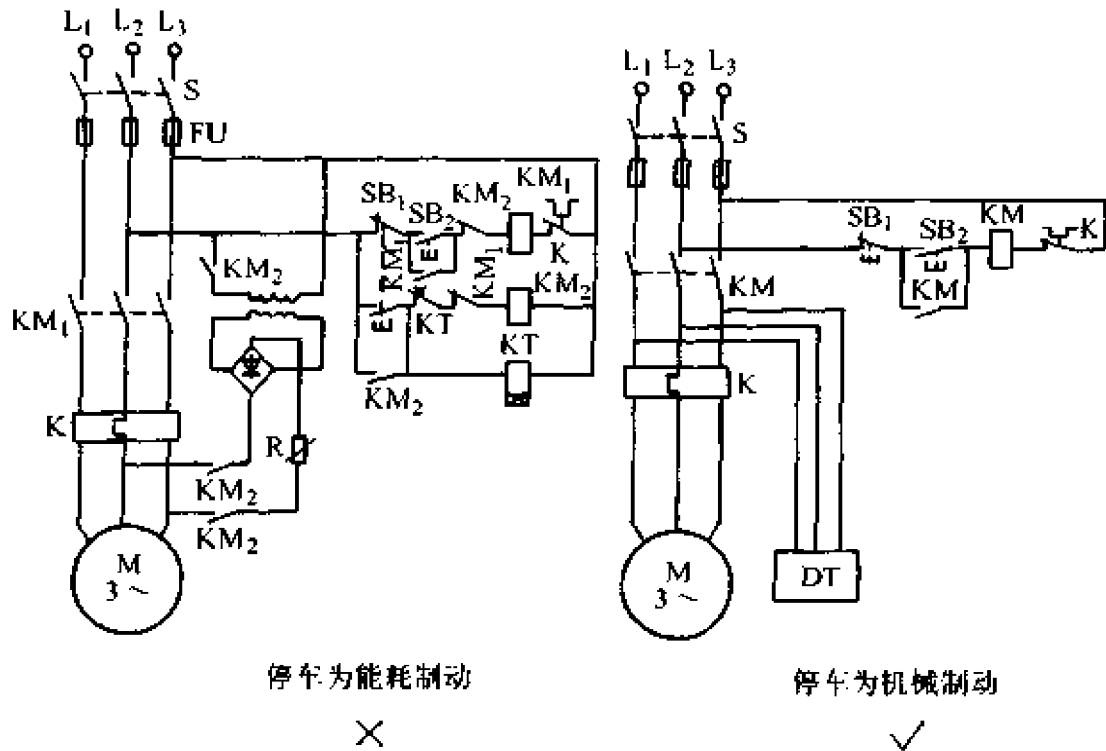 L₁ L₂ L₃
S
FU
KM₂
KM₁
K
R
KM₂
KM₂
M
3 ~
SB₁ SB₂ KM₂ KM₁
K
E
KM₁
E KT KM₁ KM₂
KT
KM₂
停车为能耗制动
×
L₁ L₂ L₃
S
SB₁ SB₂ KM K
E E
KM
KM
K
M
3 ~
DT
停车为机械制动
✓